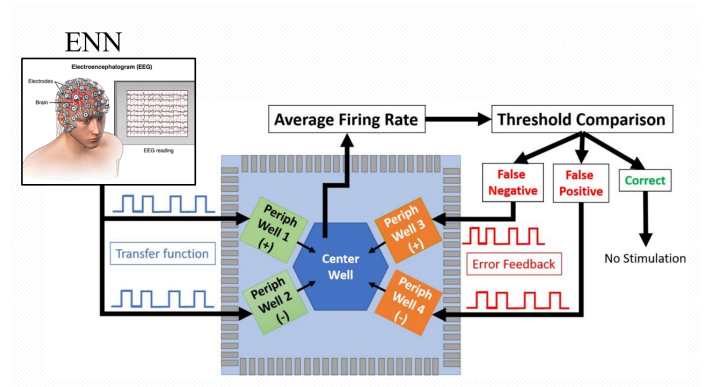 ENN
Electroencephalogram (EEG)
Electrodes
Brain
EEG reading
Average Firing Rate
Threshold Comparison
False
Negative
False
Positive
Correct
Periph
Well 1
(+)
Periph
Well 3
(+)
Transfer function
Center
Well
Error Feedback
No Stimulation
Periph
Well 2
(-)
Periph
Well 4
(-)